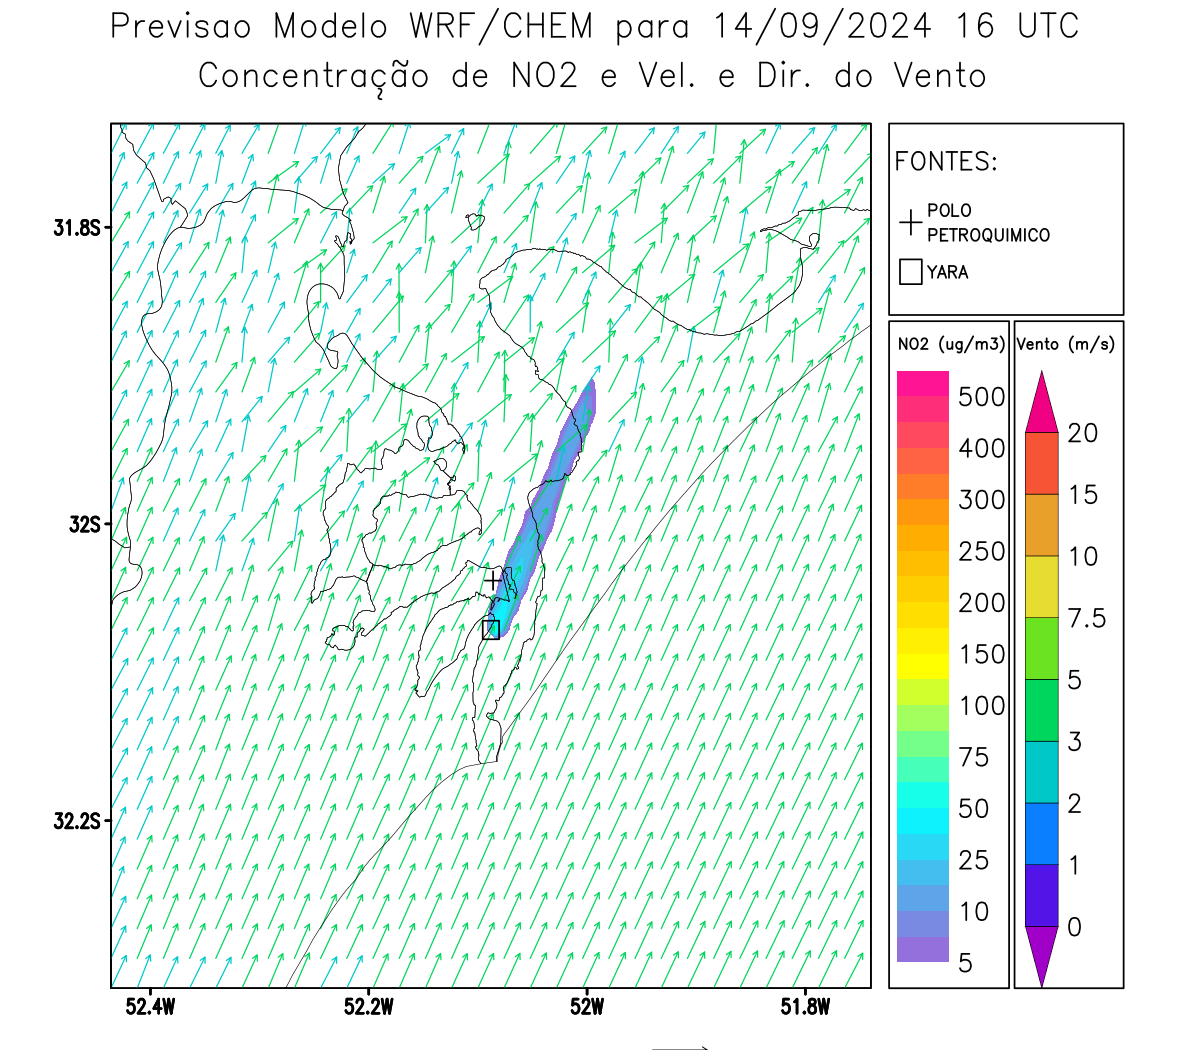 Previsao Modelo WRF/CHEM para 14/09/2024 16 UTC
Concentração de NO2 e Vel. e Dir. do Vento
FONTES:
POLO
PETROQUIMICO
YARA
31.8S
32S
32.2S
52.4W
52.2W
52W
51.8W
NO2 (ug/m3)
500
400
300
250
200
150
100
75
50
25
10
5
Vento (m/s)
20
15
10
7.5
5
3
2
1
0